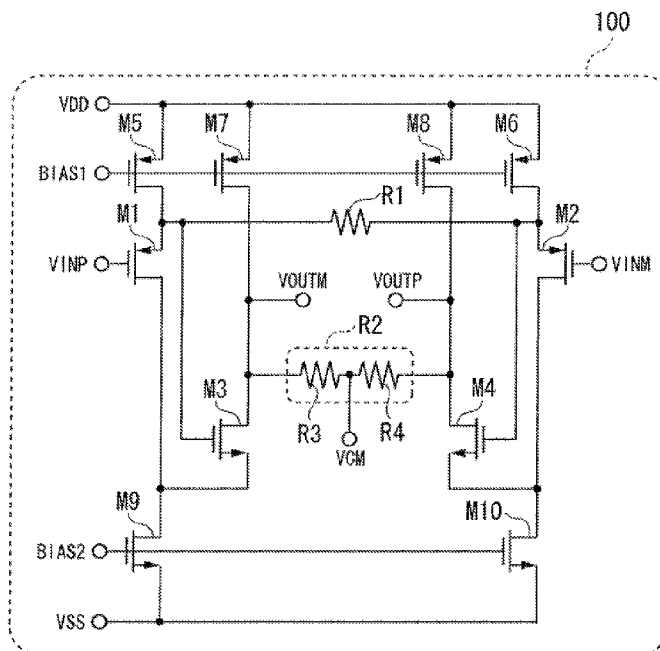 100
VDD
M5
M7
M8
M6
BIAS1
R1
M1
M2
VINP
VINM
VOUTM
VOUTP
R2
M3
R3
R4
M4
VCM
M9
M10
BIAS2
VSS